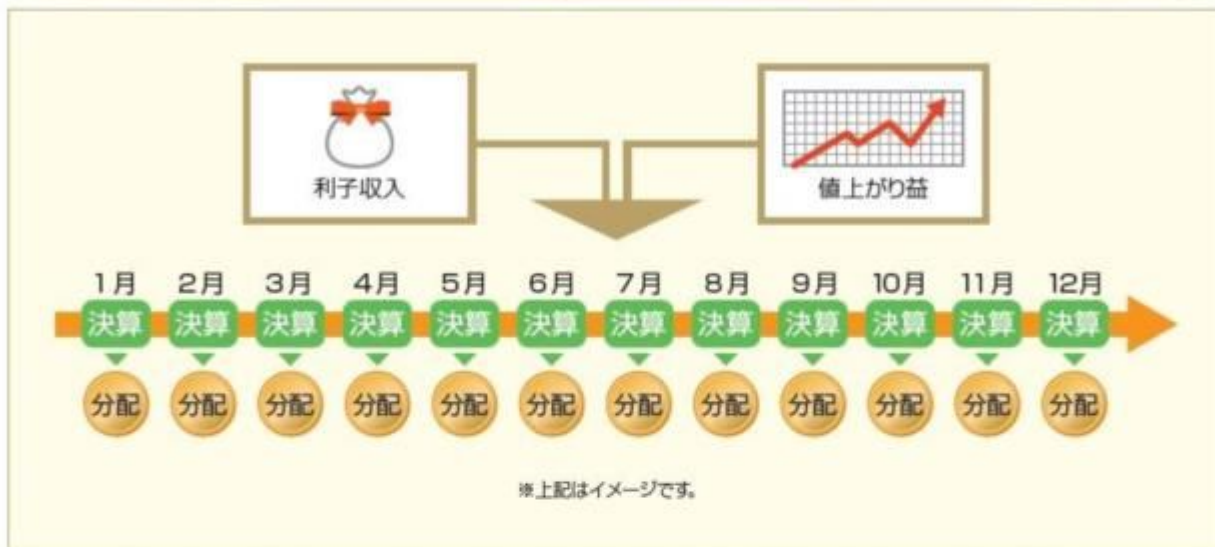 利子収入
値上がり益
1月 2月 3月 4月 5月 6月 7月 8月 9月 10月 11月 12月
決算 決算 決算 決算 決算 決算 決算 決算 決算 決算 決算 決算
分配 分配 分配 分配 分配 分配 分配 分配 分配 分配 分配 分配
※上記はイメージです。